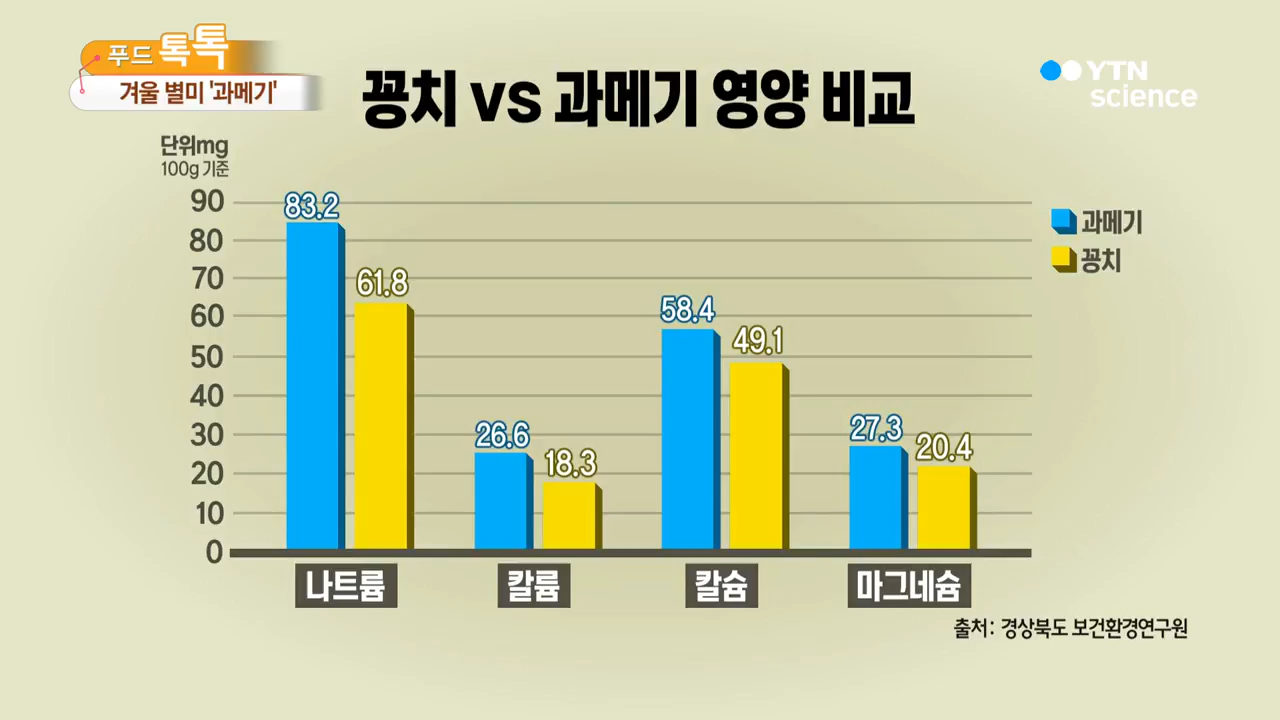 푸드 톡톡
겨울 별미 '과메기'
꽁치 vs 과메기 영양 비교
YTN
science
단위mg
100g 기준
90
80
70
60
50
40
30
20
10
0
83.2
61.8
26.6
18.3
58.4
49.1
27.3
20.4
과메기
꽁치
나트륨
칼륨
칼슘
마그네슘
출처: 경상북도 보건환경연구원